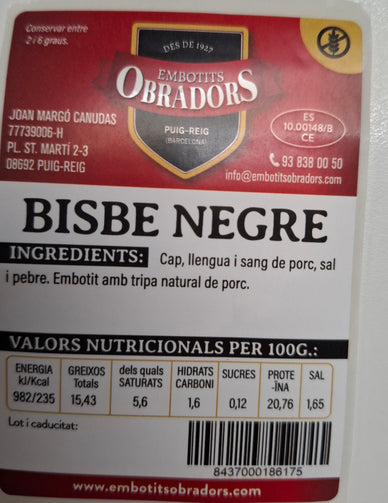 Conservar entre
2 i 6 graus.
DES DE 1927
EMBOTITS
OBRADORS
PUIG-REIG
(BARCELONA)
JOAN MARGÓ CANUDAS
77739006-H
PL. ST. MARTÍ 2-3
08692 PUIG-REIG
ES
10.00148/B
CE
93 838 00 50
info@embotitsobradors.com
BISBE NEGRE
INGREDIENTS: Cap, llengua i sang de porc, sal
i pebre. Embotit amb tripa natural de porc.
VALORS NUTRICIONALS PER 100G.:
ENERGIA kJ/Kcal GREIXOS Totals dels quals SATURATS HIDRATS CARBONI SUCRES PROTE-ÏNA SAL
982/235 15,43 5,6 1,6 0,12 20,76 1,65
Lot i caducitat:
8437000186175
www.embotitsobradors.com